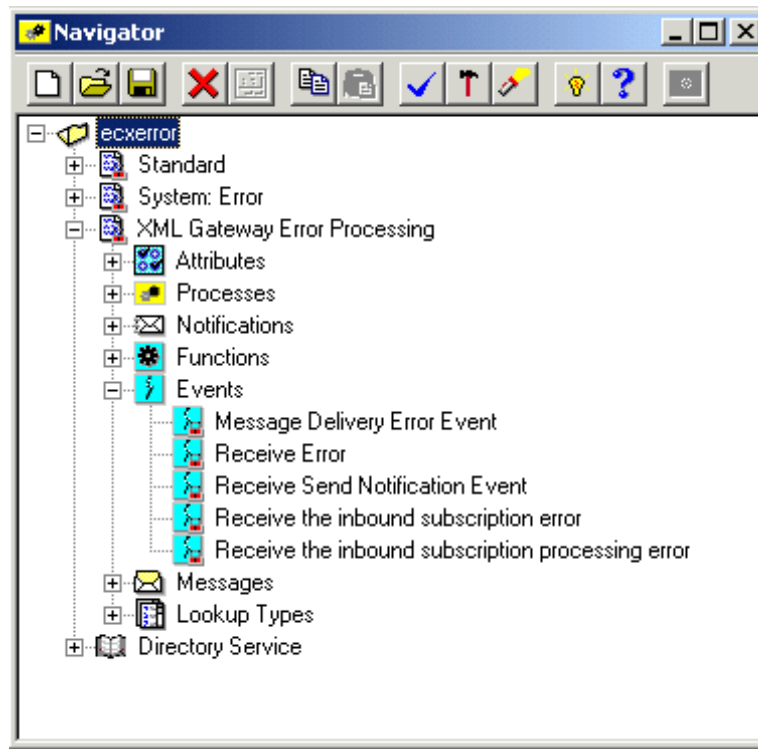 Navigator
ecxerror
Standard
System: Error
XML Gateway Error Processing
Attributes
Processes
Notifications
Functions
Events
Message Delivery Error Event
Receive Error
Receive Send Notification Event
Receive the inbound subscription error
Receive the inbound subscription processing error
Messages
Lookup Types
Directory Service